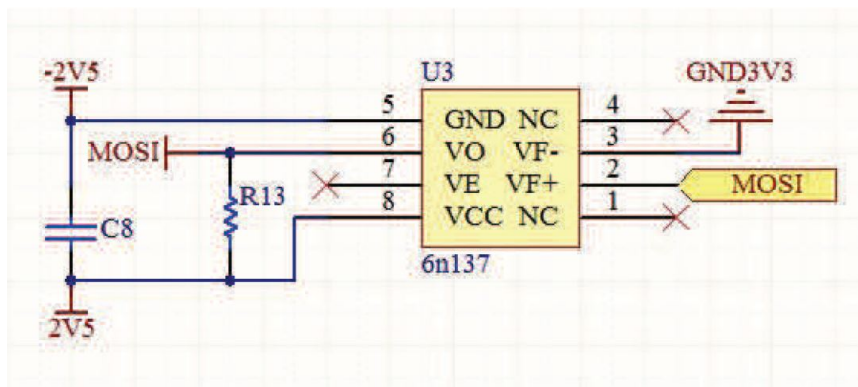 -2V5
U3
GND3V3
5
GND NC
4
MOSI
6
VO VF-
3
7
VE VF+
2
MOSI
R13
8
VCC NC
1
C8
6n137
2V5